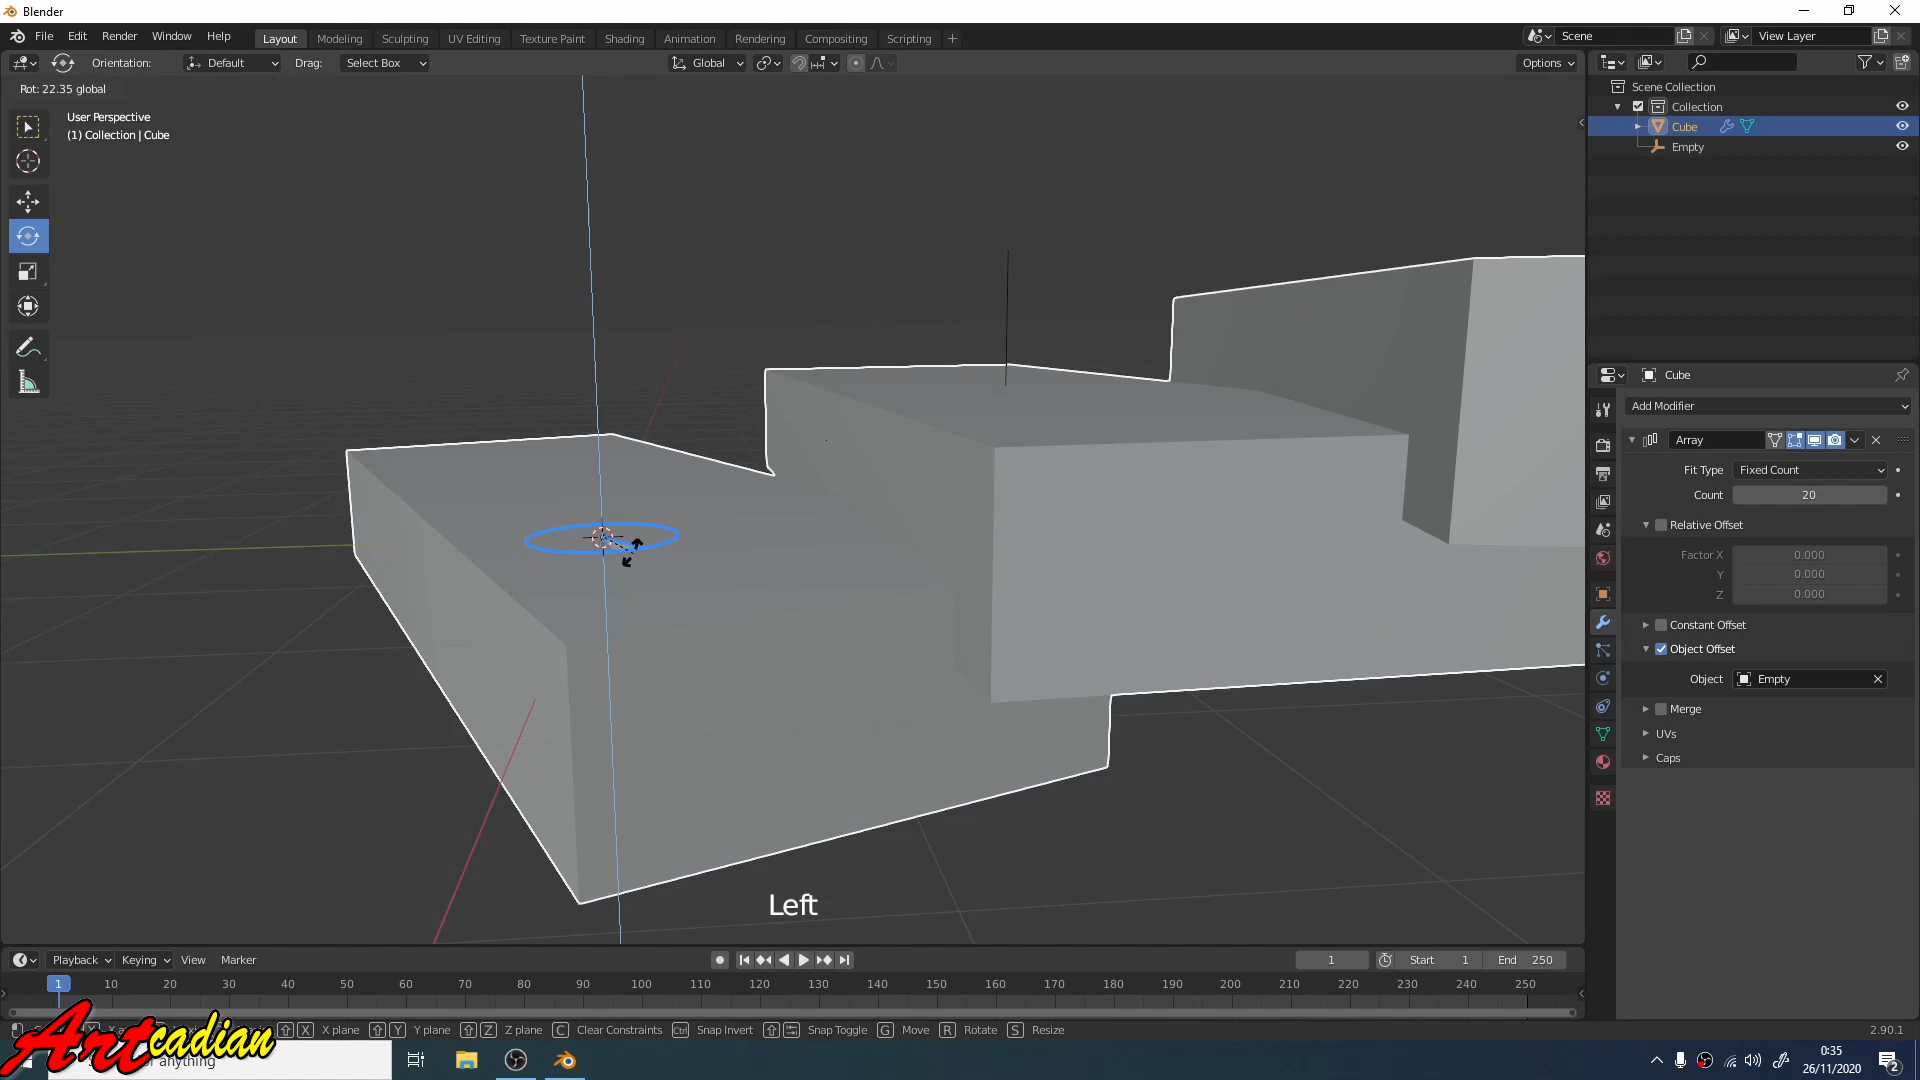 Blender
File Edit Render Window Help
Layout Modeling Sculpting UV Editing Texture Paint Shading Animation Rendering Compositing Scripting
Scene
View Layer
Orientation: Default Drag: Select Box
Global
Options
Rot: 22.35 global
User Perspective
(1) Collection | Cube
Scene Collection
Collection
Cube
Empty
Cube
Add Modifier
Array
Fit Type Fixed Count
Count 20
Relative Offset
Factor X 0.000
Y 0.000
Z 0.000
Constant Offset
Object Offset
Object Empty
Merge
UVs
Caps
Left
Playback Keying View Marker
1
Start 1
End 250
1 10 20 30 40 50 60 70 80 90 100 110 120 130 140 150 160 170 180 190 200 210 220 230 240 250
X X plane Y Y plane Z Z plane C Clear Constraints Ctrl Snap Invert Snap Toggle G Move R Rotate S Resize
2.90.1
Artcadian
anything
0:35
26/11/2020
2